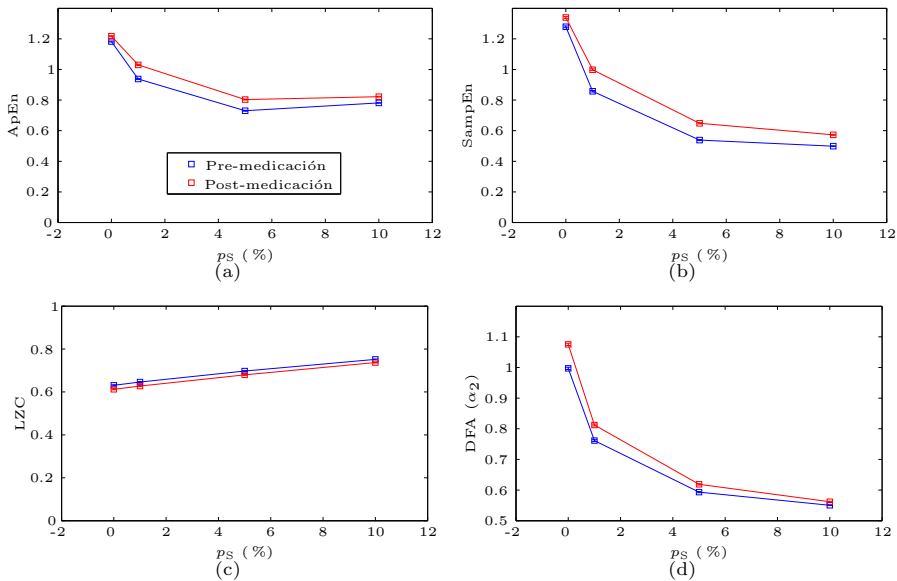 1.2
1
0.8
0.6
0.4
0.2
0
ApEn
Pre-medicación
Post-medicación
-2 0 2 4 6 8 10 12
pS (%)
(a)
1.2
1
0.8
0.6
0.4
0.2
0
SampEn
-2 0 2 4 6 8 10 12
pS (%)
(b)
1
0.8
0.6
0.4
0.2
0
LZC
-2 0 2 4 6 8 10 12
pS (%)
(c)
1.1
1
0.9
0.8
0.7
0.6
0.5
DFA (α2)
-2 0 2 4 6 8 10 12
pS (%)
(d)